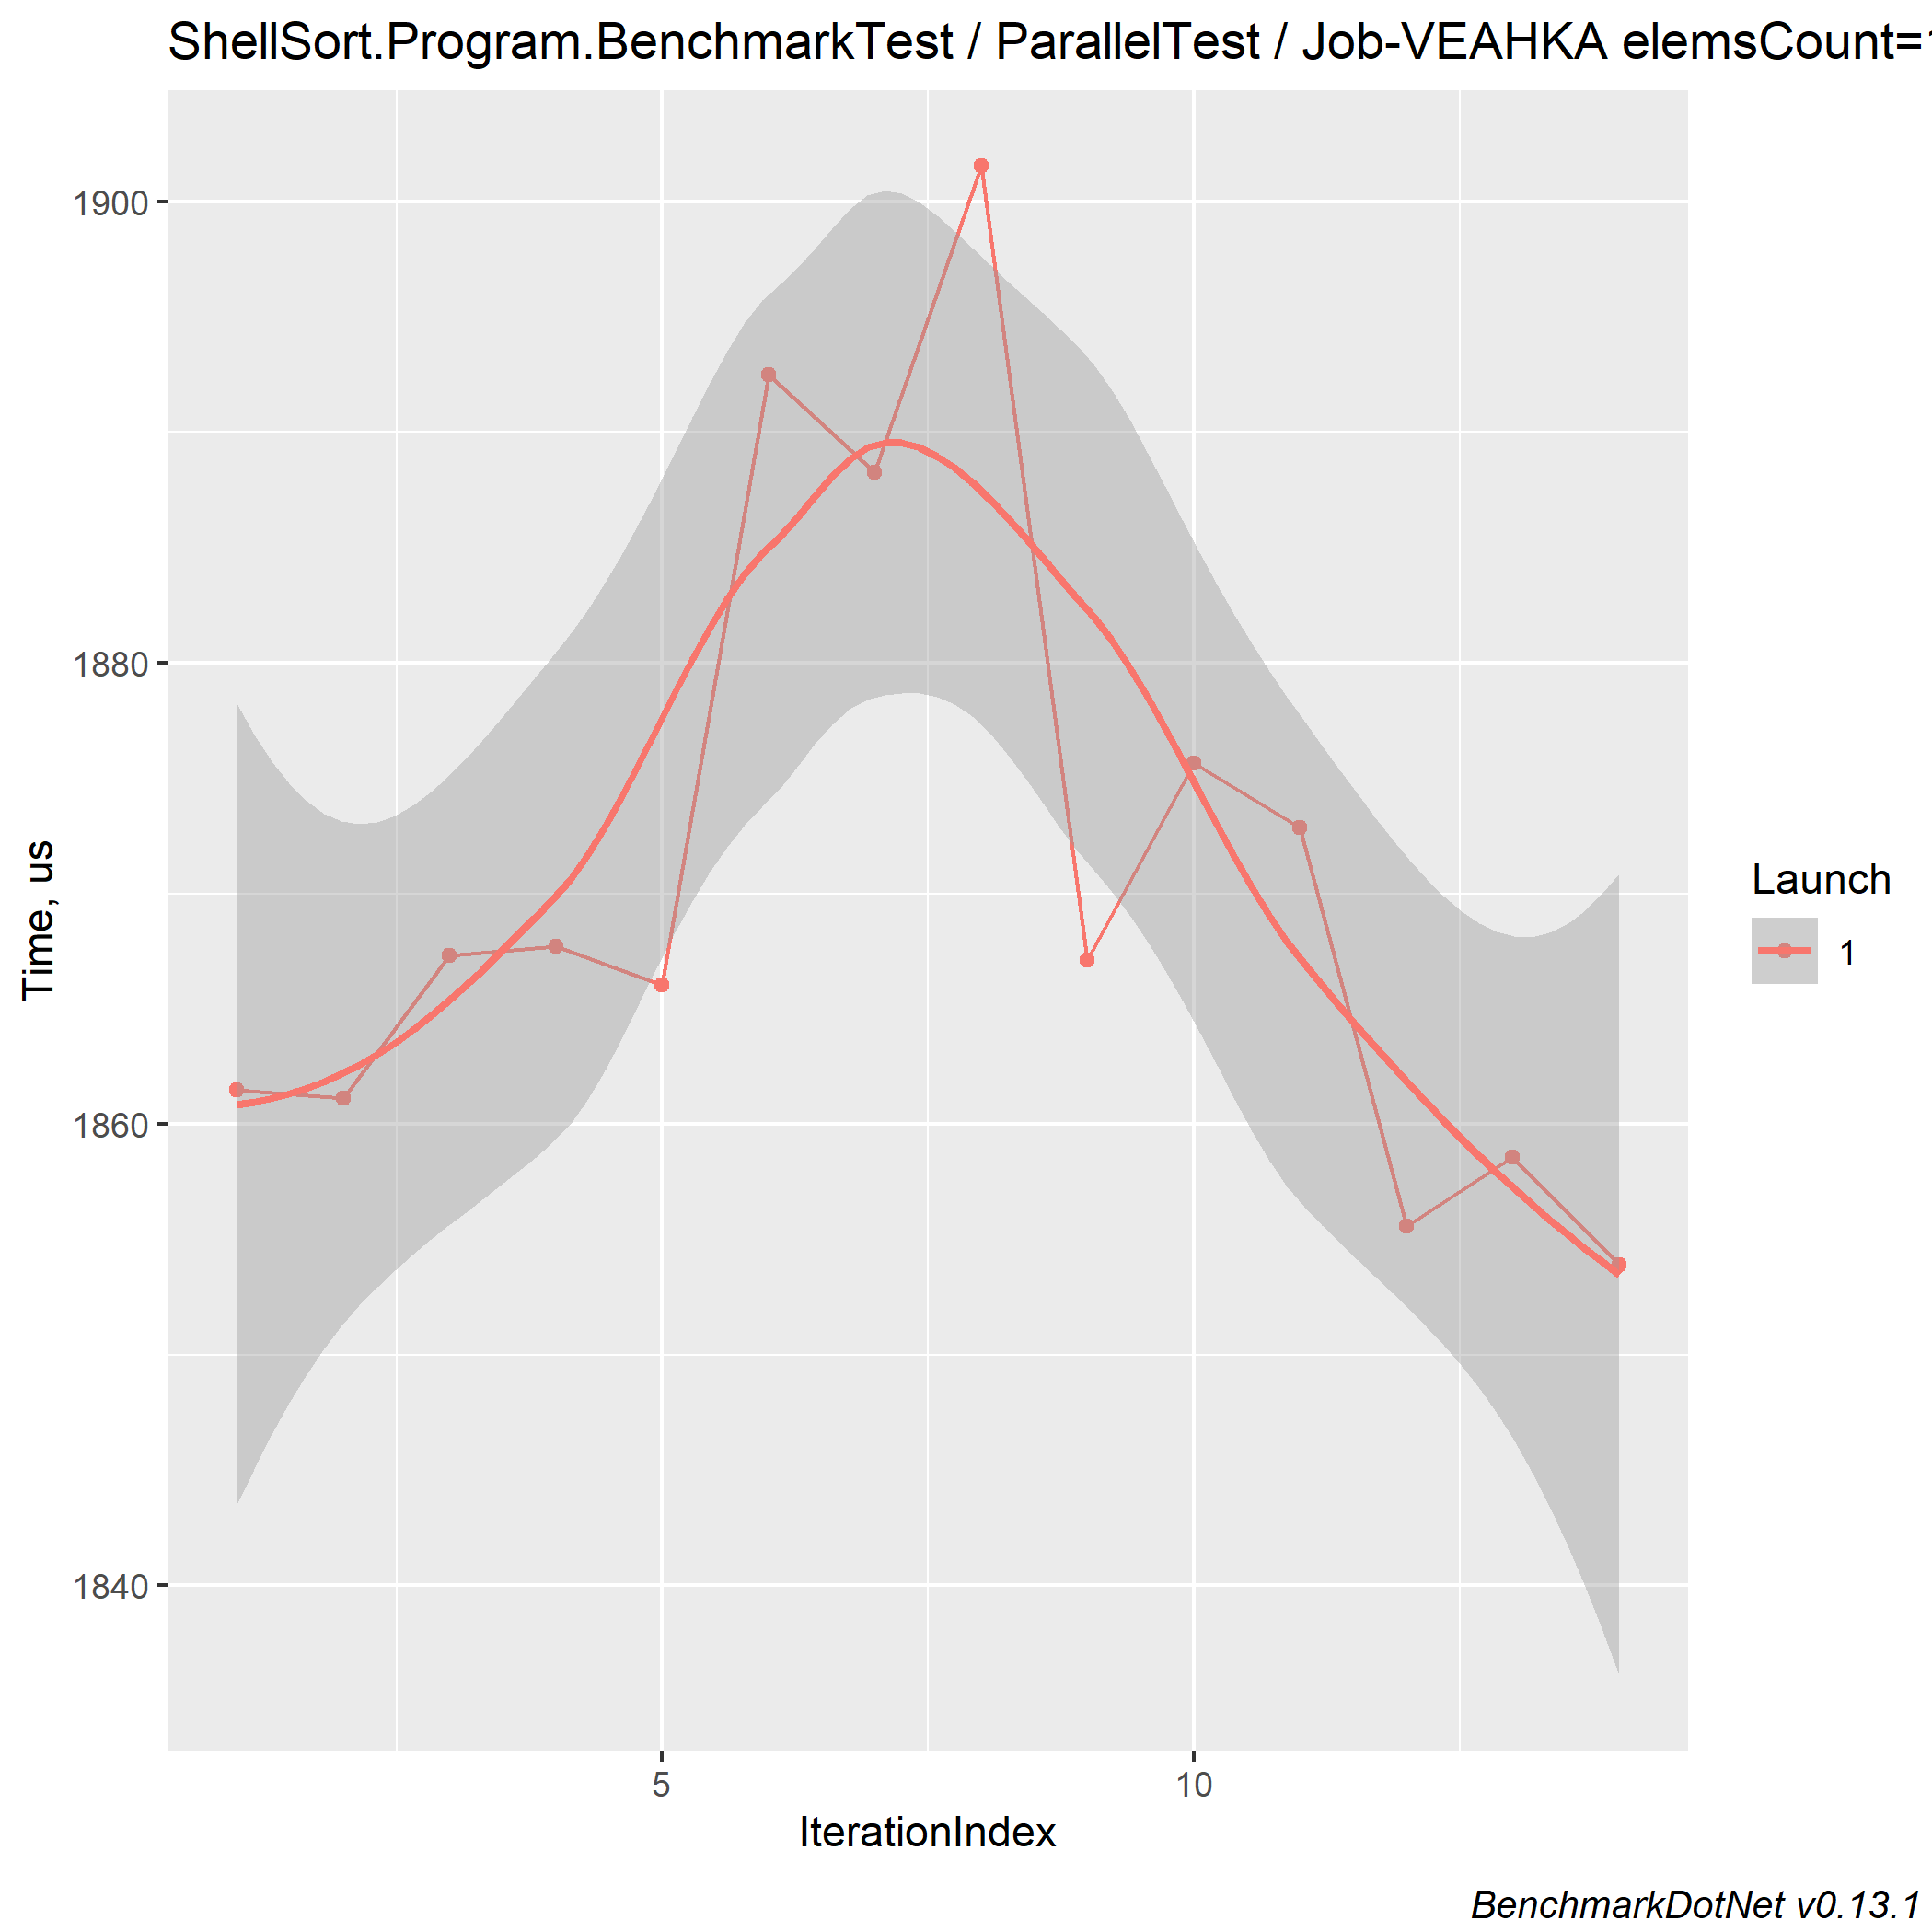 ShellSort.Program.BenchmarkTest / ParallelTest / Job-VEAHKA elemsCount=
Time, us
1900
1880
1860
1840
5 10
IterationIndex
Launch
1
BenchmarkDotNet v0.13.1